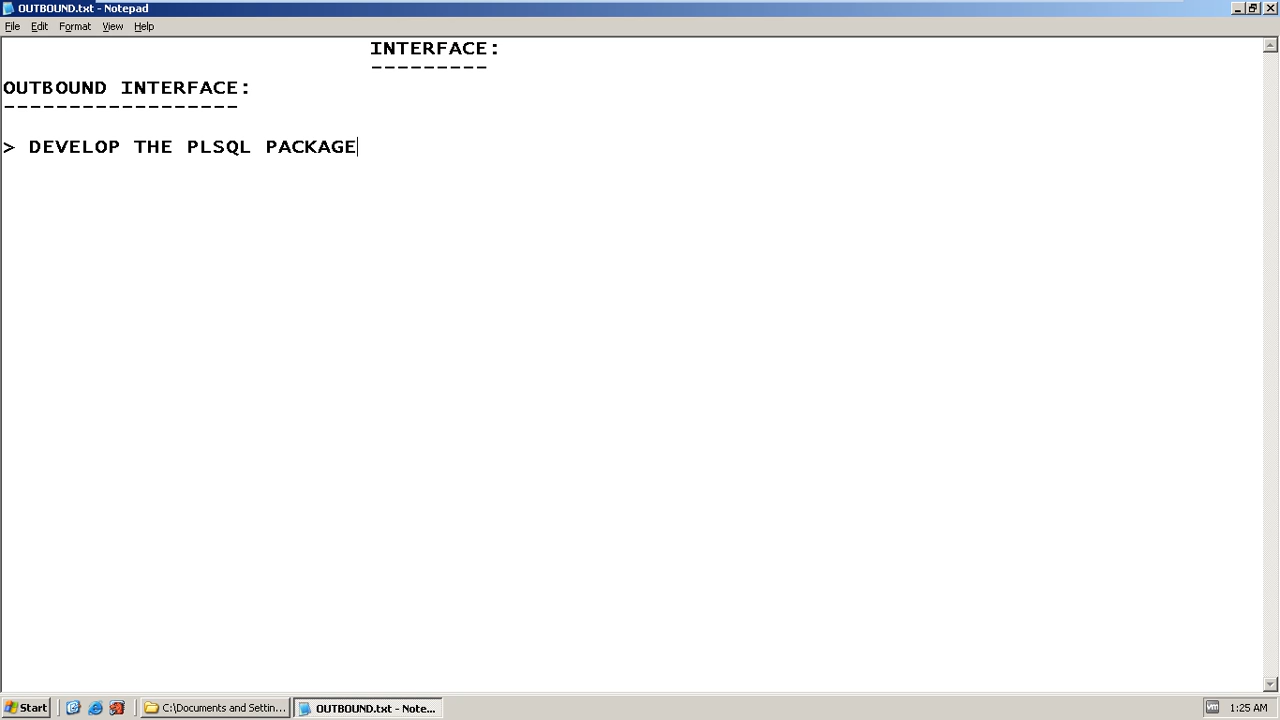 OUTBOUND.txt - Notepad
File Edit Format View Help
INTERFACE:
---------
OUTBOUND INTERFACE:
------------------
> DEVELOP THE PLSQL PACKAGE
Start C:\Documents and Settin... OUTBOUND.txt - Note... 1:25 AM